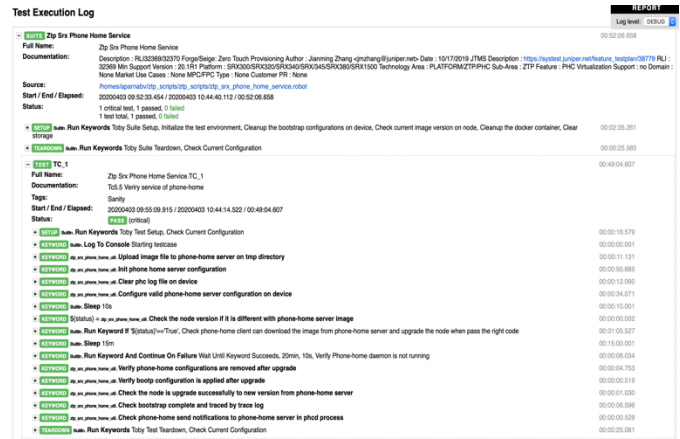 REPORT
Test Execution Log
Log level: DEBUG
- SUITE Ztp Srx Phone Home Service 00:52:06.658
Full Name: Ztp Srx Phone Home Service
Documentation: Description : RLI32369/32370 Forge/Seige: Zero Touch Provisioning Author : Jianming Zhang <jmzhang@juniper.net> Date : 10/17/2019 JTMS Description : https://systest.juniper.net/feature_testplan/38779 RLI :
32369 Min Support Version : 20.1R1 Platform : SRX300/SRX320/SRX340/SRX345/SRX380/SRX1500 Technology Area : PLATFORM/ZTP/PHC Sub-Area : ZTP Feature : PHC Virtualization Support : no Domain :
None Market Use Cases : None MPC/FPC Type : None Customer PR : None
Source: /homes/aparnabv/ztp_scripts/ztp_scripts/ztp_srx_phone_home_service.robot
Start / End / Elapsed: 20200403 09:52:33.454 / 20200403 10:44:40.112 / 00:52:06.658
Status: 1 critical test, 1 passed, 0 failed
1 test total, 1 passed, 0 failed
+ SETUP BuiltIn. Run Keywords Toby Suite Setup, Initialize the test environment, Cleanup the bootstrap configurations on device, Check current image version on node, Cleanup the docker container, Clear 00:02:35.261
storage
+ TEARDOWN BuiltIn. Run Keywords Toby Suite Teardown, Check Current Configuration 00:00:25.585
- TEST TC_1 00:49:04.607
Full Name: Ztp Srx Phone Home Service.TC_1
Documentation: Tc5.5 Veriry service of phone-home
Tags: Sanity
Start / End / Elapsed: 20200403 09:55:09.915 / 20200403 10:44:14.522 / 00:49:04.607
Status: PASS (critical)
+ SETUP BuiltIn. Run Keywords Toby Test Setup, Check Current Configuration 00:00:16.579
+ KEYWORD BuiltIn. Log To Console Starting testcase 00:00:00.001
+ KEYWORD ztp_srx_phone_home_util. Upload image file to phone-home server on tmp directory 00:00:11.131
+ KEYWORD ztp_srx_phone_home_util. Init phone home server configuration 00:00:50.685
+ KEYWORD ztp_srx_phone_home_util. Clear phc log file on device 00:00:12.060
+ KEYWORD ztp_srx_phone_home_util. Configure valid phone-home server configuration on device 00:00:34.071
+ KEYWORD BuiltIn. Sleep 10s 00:00:10.001
+ KEYWORD ${status} = ztp_srx_phone_home_util. Check the node version if it is different with phone-home server image 00:00:00.002
+ KEYWORD BuiltIn. Run Keyword If '${status}'=='True', Check phone-home client can download the image from phone-home server and upgrade the node when pass the right code 00:31:05.527
+ KEYWORD BuiltIn. Sleep 15m 00:15:00.001
+ KEYWORD BuiltIn. Run Keyword And Continue On Failure Wait Until Keyword Succeeds, 20min, 10s, Verify Phone-home daemon is not running 00:00:06.034
+ KEYWORD ztp_srx_phone_home_util. Verify phone-home configurations are removed after upgrade 00:00:04.753
+ KEYWORD ztp_srx_phone_home_util. Verify bootp configuration is applied after upgrade 00:00:00.519
+ KEYWORD ztp_srx_phone_home_util. Check the node is upgrade successfully to new version from phone-home server 00:00:01.030
+ KEYWORD ztp_srx_phone_home_util. Check bootstrap complete and traced by trace log 00:00:06.596
+ KEYWORD ztp_srx_phone_home_util. Check phone-home send notifications to phone-home server in phcd process 00:00:00.529
+ TEARDOWN BuiltIn. Run Keywords Toby Test Teardown, Check Current Configuration 00:00:25.081